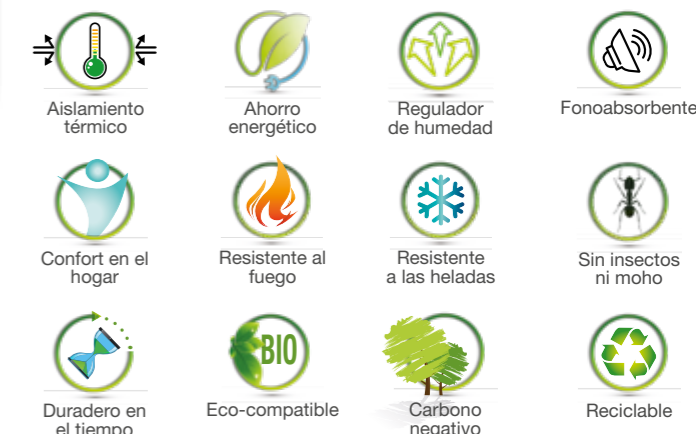 Aislamiento
térmico
Ahorro
energético
Regulador
de humedad
Fonoabsorbente
Confort en el
hogar
Resistente al
fuego
Resistente
a las heladas
Sin insectos
ni moho
BIO
Duradero en
el tiempo
Eco-compatible
Carbono
negativo
Reciclable